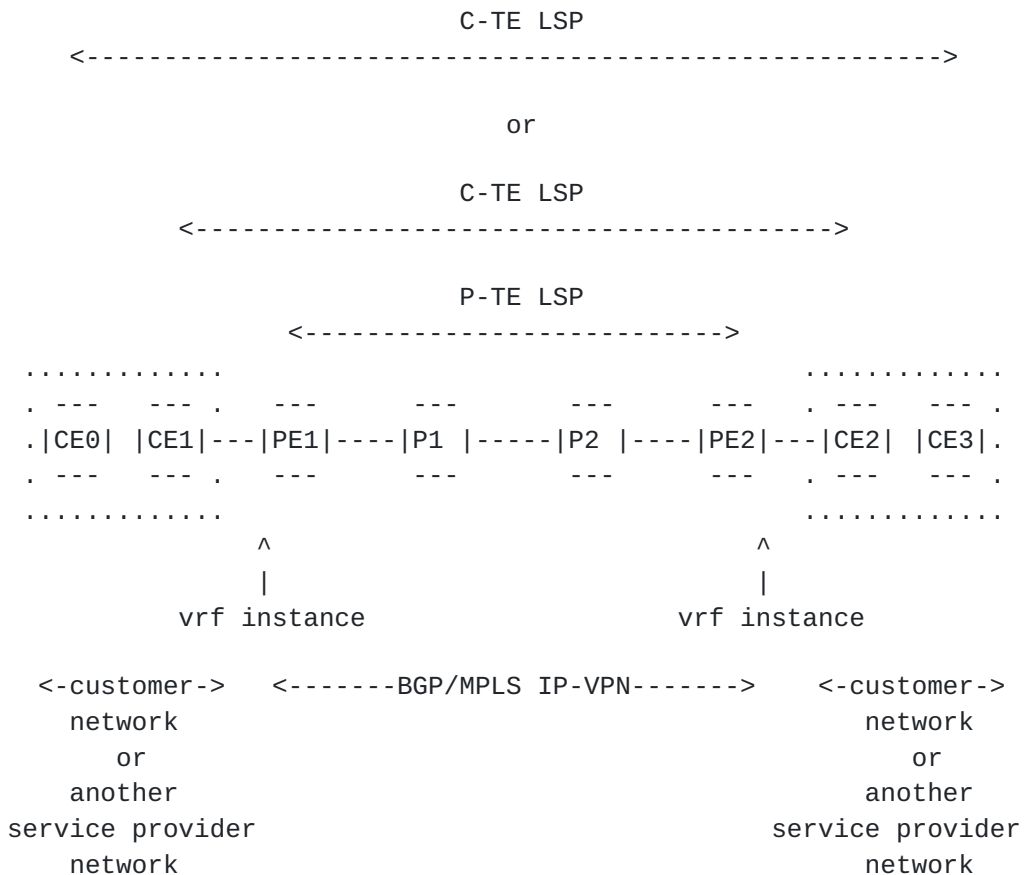 C-TE LSP
    <------------------------------------------------------->

                                or

                             C-TE LSP
           <----------------------------------------->

                             P-TE LSP
                  <--------------------------->
 .............                                     .............
 . ---   --- .   ---      ---       ---      ---   . ---   --- .
 .|CE0| |CE1|---|PE1|----|P1 |-----|P2 |----|PE2|---|CE2| |CE3|.
 . ---   --- .   ---      ---       ---      ---   . ---   --- .
 .............                                     .............
                ^                               ^
                |                               |
           vrf instance                    vrf instance

  <-customer->   <-------BGP/MPLS IP-VPN------->    <-customer->
    network                                            network
       or                                                 or
    another                                            another
service provider                                 service provider
    network                                            network